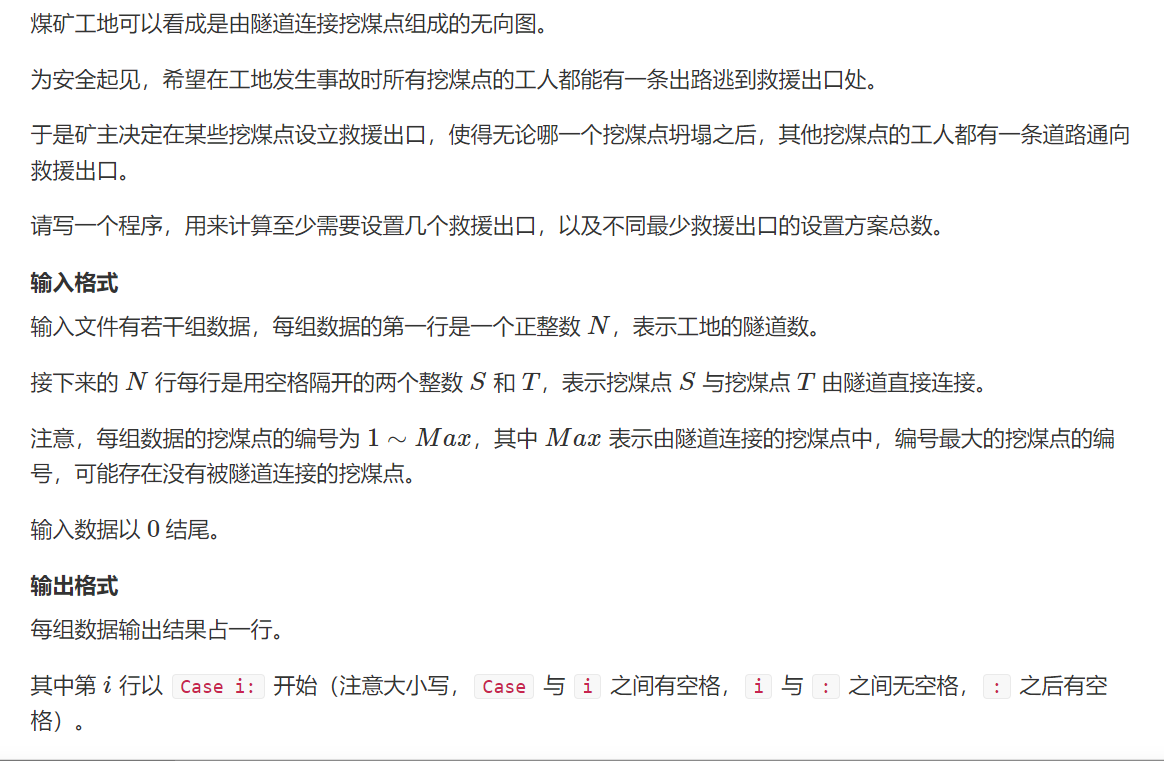 煤矿工地可以看成是由隧道连接挖煤点组成的无向图。
为安全起见，希望在工地发生事故时所有挖煤点的工人都能有一条出路逃到救援出口处。
于是矿主决定在某些挖煤点设立救援出口，使得无论哪一个挖煤点坍塌之后，其他挖煤点的工人都有一条道路通向
救援出口。
请写一个程序，用来计算至少需要设置几个救援出口，以及不同最少救援出口的设置方案总数。
输入格式
输入文件有若干组数据，每组数据的第一行是一个正整数 N，表示工地的隧道数。
接下来的 N 行每行是用空格隔开的两个整数 S 和 T，表示挖煤点 S 与挖煤点 T 由隧道直接连接。
注意，每组数据的挖煤点的编号为 1 ∼ Max，其中 Max 表示由隧道连接的挖煤点中，编号最大的挖煤点的编
号，可能存在没有被隧道连接的挖煤点。
输入数据以 0 结尾。
输出格式
每组数据输出结果占一行。
其中第 i 行以 Case i: 开始（注意大小写，Case 与 i 之间有空格，i 与 : 之间无空格，: 之后有空
格）。